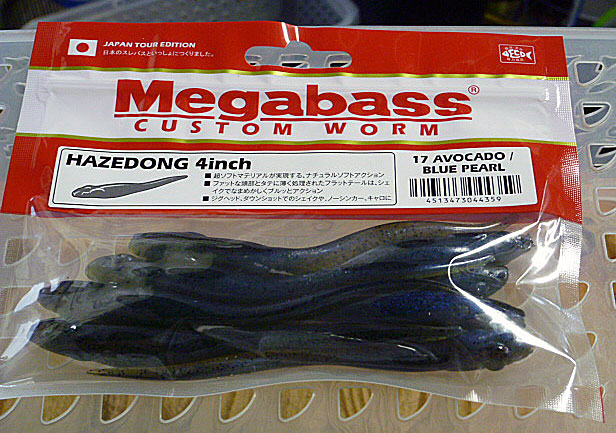 JAPAN TOUR EDITION
日本のスレバスといっしょにつくりました。
ECO
Megabass®
CUSTOM WORM
HAZEDONG 4inch
■超ソフトマテリアルが実現する、ナチュラルソフトアクション
■ファットな頭部とタテに薄く処理されたフラットテールは、シェイクでなまめかしくブルッとアクション
■ジグヘッド、ダウンショットでのシェイクや、ノーシンカー、キャロに
17 AVOCADO /
BLUE PEARL
4513473044359